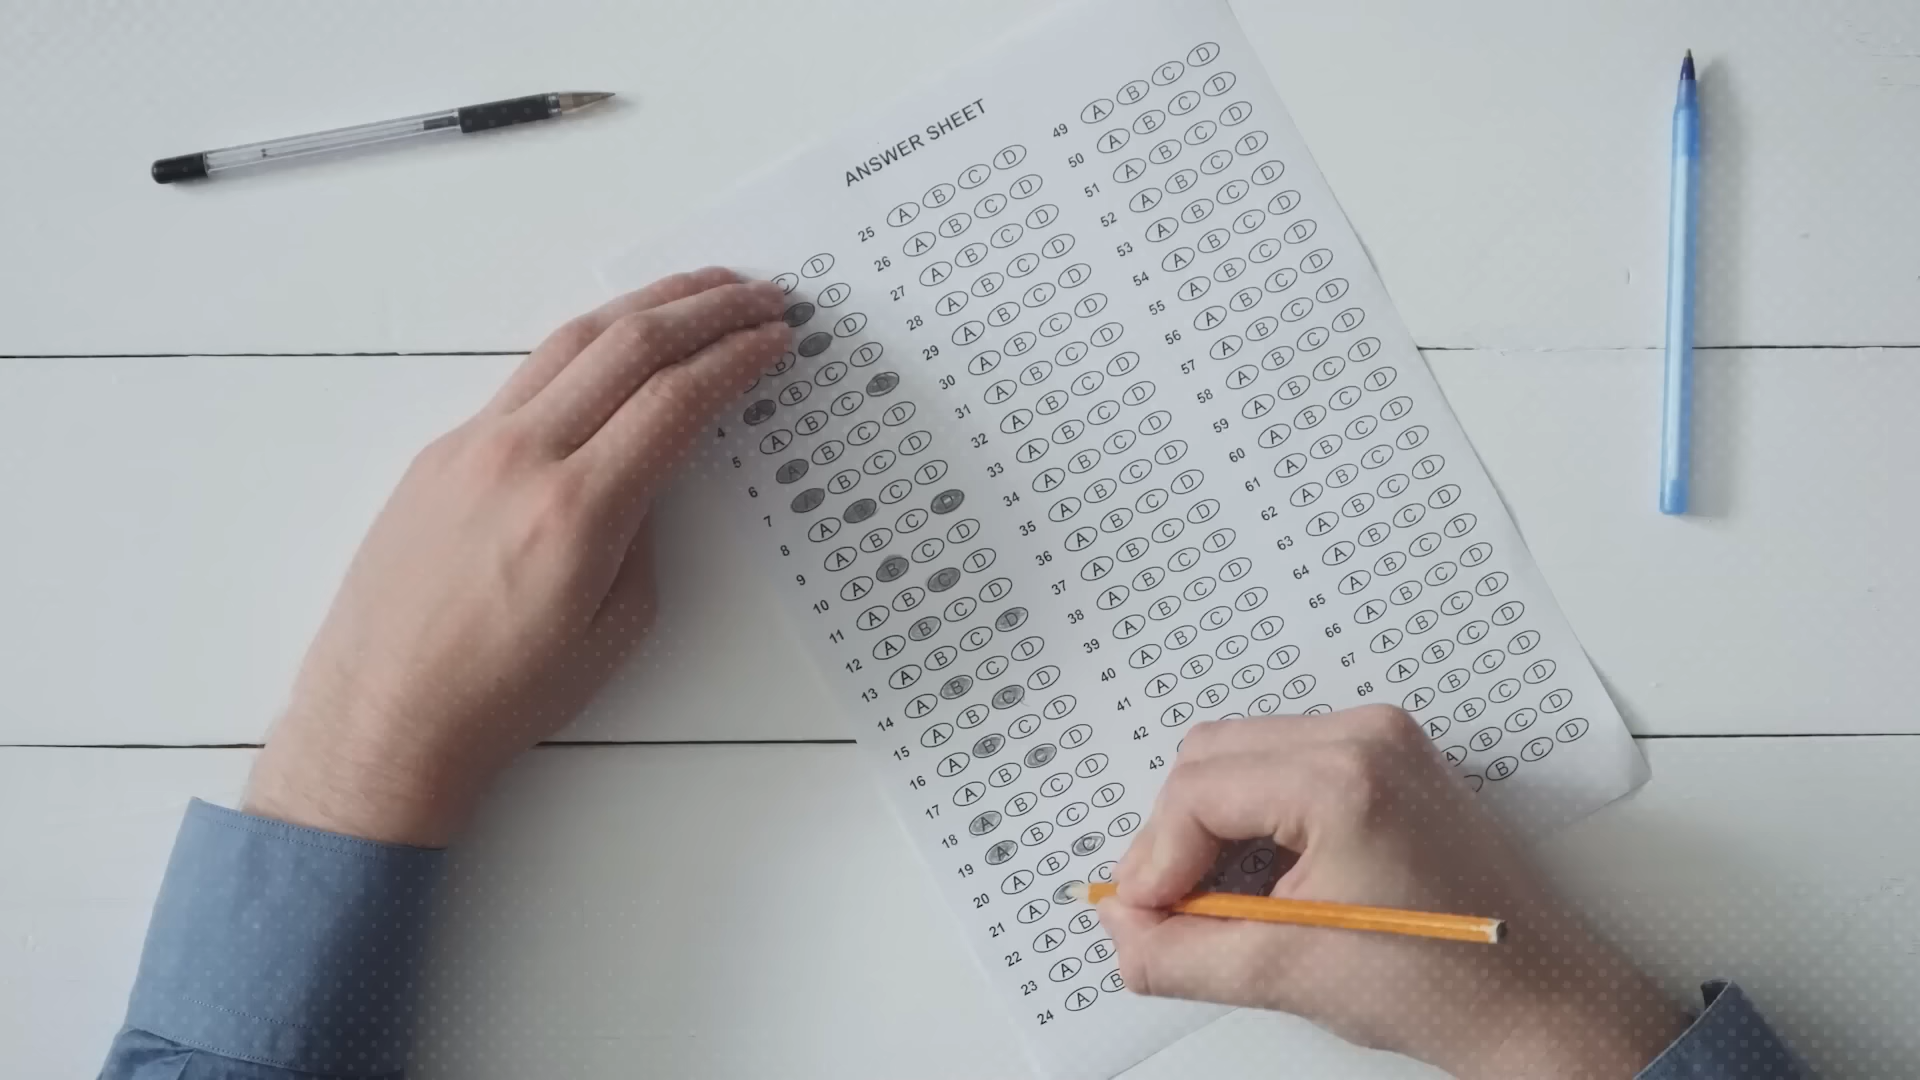 ANSWER SHEET
C D
D
B D
4 A B C D
5 A B C D
6 A B C D
7 A B C D
8 A B C D
9 A B C D
10 A B C D
11 A B C D
12 A B C D
13 A B C D
14 A B C D
15 A B C D
16 A B C D
17 A B C D
18 A B C D
19 A B C D
20 A B C D
21 A C
22 A B
23 A B
24 A B
25 A B C D
26 A B C D
27 A B C D
28 A B C D
29 A B C D
30 A B C D
31 A B C D
32 A B C D
33 A B C D
34 A B C D
35 A B C D
36 A B C D
37 A B C D
38 A B C D
39 A B C D
40 A B C D
41 A B C D
42 A B C D
43
A
49 A B C D
50 A B C D
51 A B C D
52 A B C D
53 A B C D
54 A B C D
55 A B C D
56 A B C D
57 A B C D
58 A B C D
59 A B C D
60 A B C D
61 A B C D
62 A B C D
63 A B C D
64 A B C D
65 A B C D
66 A B C D
67 A B C D
68 A B C D
A B C D
A B C D
A B C D
B C D